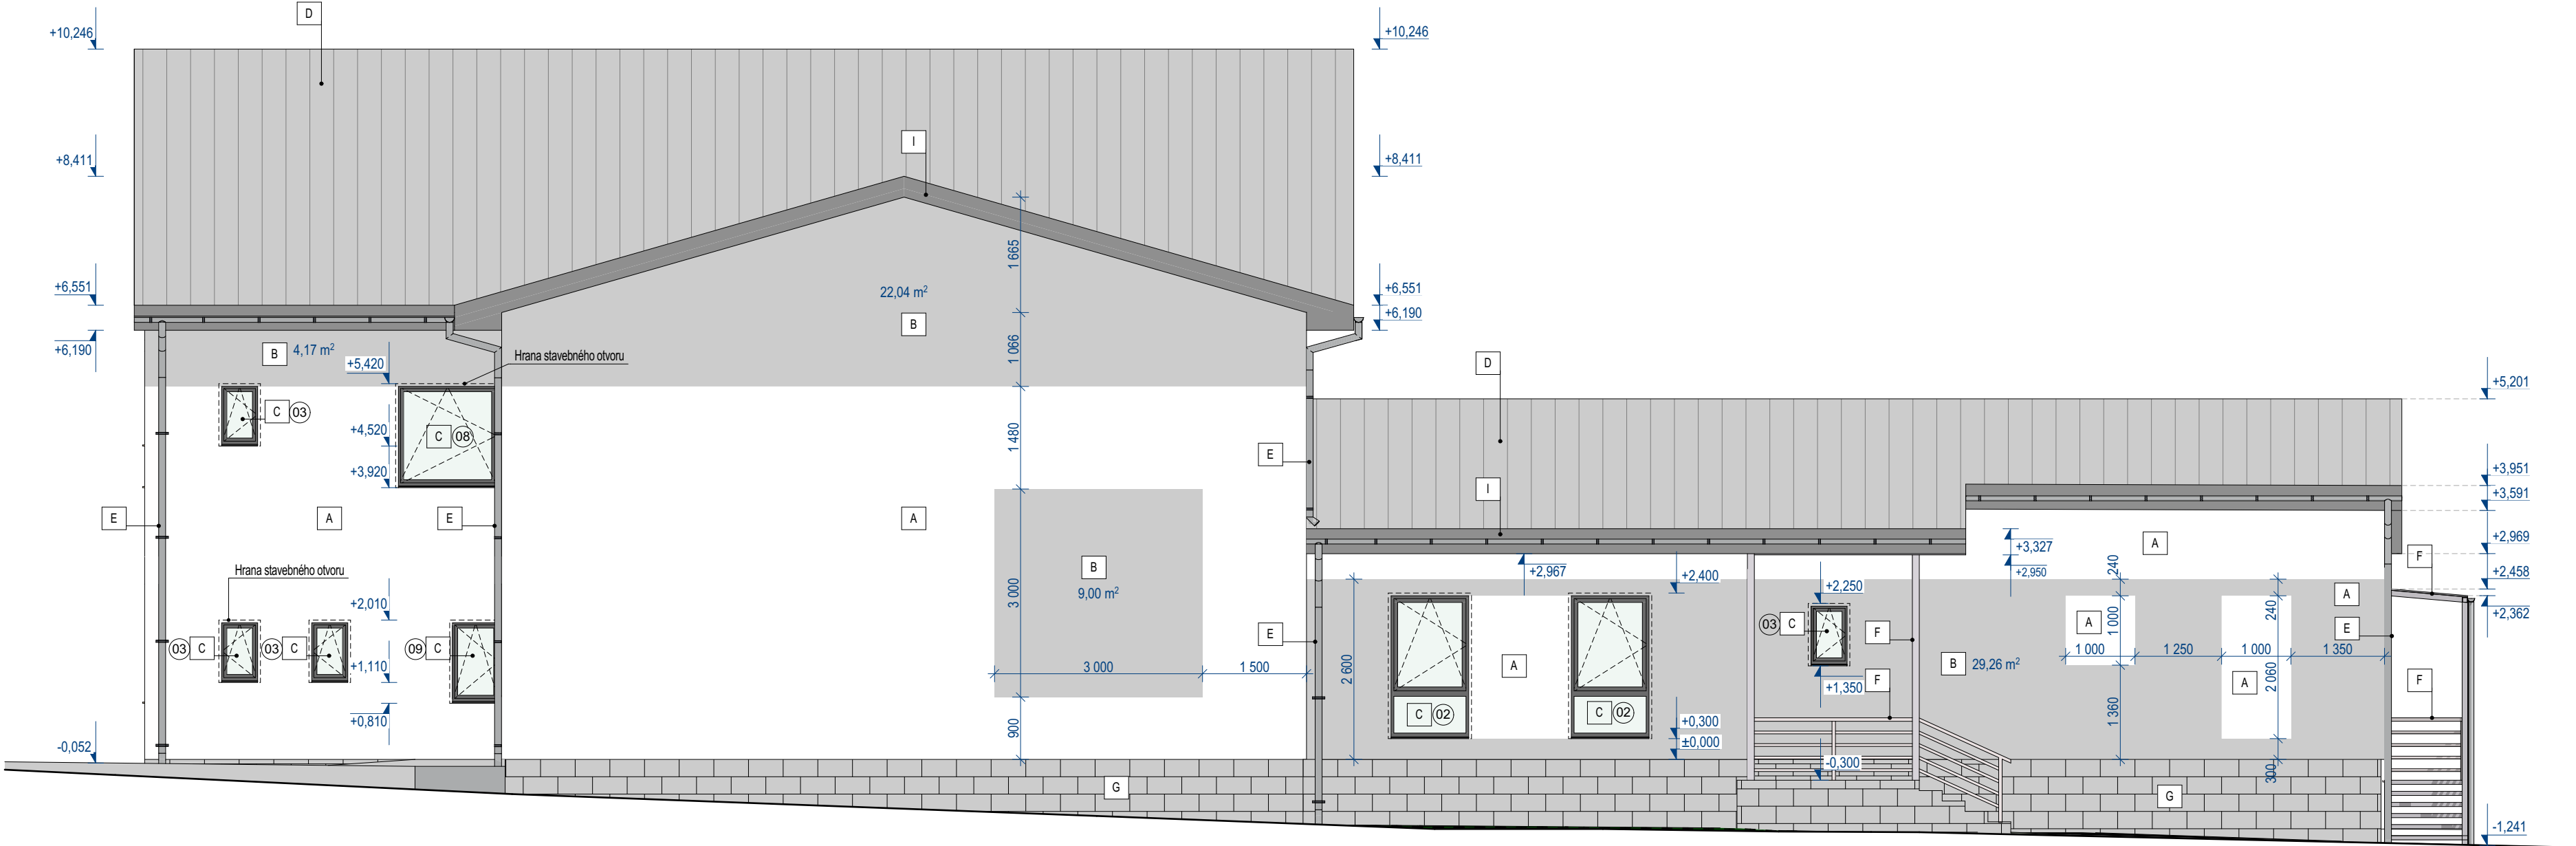 D
+10,246
+10,246
I
+8,411
+8,411
1 665
+6,551
+6,551
22,04 m²
+6,190
B
+6,190
B 4,17 m²
1 066
Hrana stavebného otvoru
+5,420
D
+5,201
C 03
+4,520
C 08
1 480
E
+3,920
+3,951
I
+3,591
E
A
E
A
A
+3,327
+2,969
+2,967
+2,950
240
F
Hrana stavebného otvoru
B
9,00 m²
+2,400
+2,458
+2,250
A
+2,010
3 000
240
+2,362
1 000
A
03 C
03 C
09 C
E
03 C
F
E
A
1 000
1 250
1 000
1 350
B 29,26 m²
+1,110
3 000
1 500
2 600
+1,350
F
A
2 060
F
+0,810
C 02
C 02
1 360
900
+0,300
±0,000
-0,052
-0,300
300
G
G
-1,241